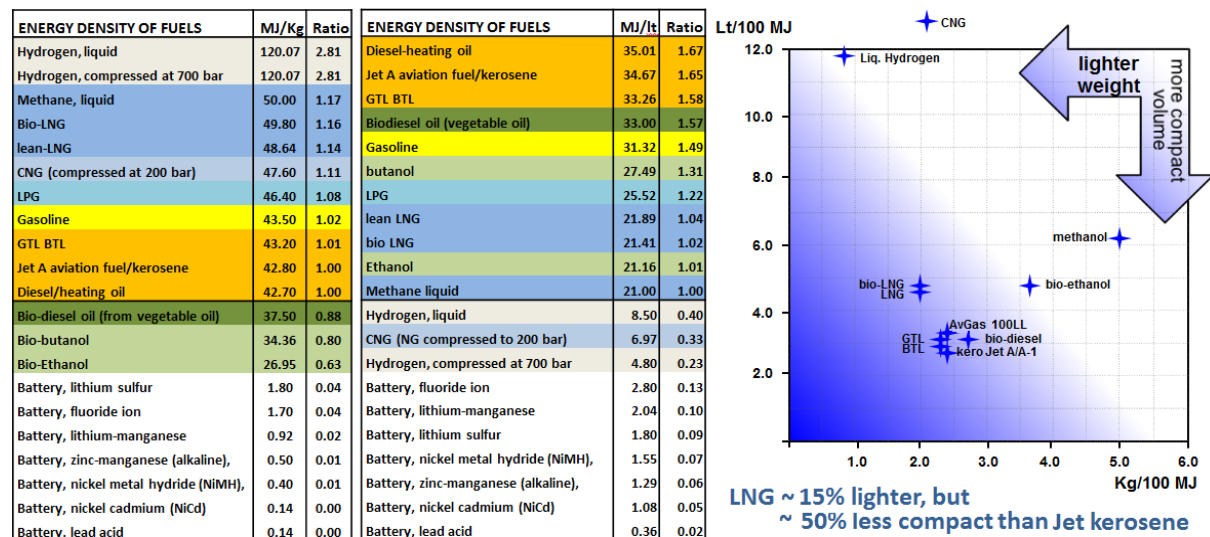 ENERGY DENSITY OF FUELS MJ/Kg Ratio
Hydrogen, liquid 120.07 2.81
Hydrogen, compressed at 700 bar 120.07 2.81
Methane, liquid 50.00 1.17
Bio-LNG 49.80 1.16
lean-LNG 48.64 1.14
CNG (compressed at 200 bar) 47.60 1.11
LPG 46.40 1.08
Gasoline 43.50 1.02
GTL BTL 43.20 1.01
Jet A aviation fuel/kerosene 42.80 1.00
Diesel/heating oil 42.70 1.00
Bio-diesel oil (from vegetable oil) 37.50 0.88
Bio-butanol 34.36 0.80
Bio-Ethanol 26.95 0.63
Battery, lithium sulfur 1.80 0.04
Battery, fluoride ion 1.70 0.04
Battery, lithium-manganese 0.92 0.02
Battery, zinc-manganese (alkaline), 0.50 0.01
Battery, nickel metal hydride (NiMH), 0.40 0.01
Battery, nickel cadmium (NiCd) 0.14 0.00
Battery, lead acid 0.14 0.00
ENERGY DENSITY OF FUELS MJ/lt Ratio
Diesel-heating oil 35.01 1.67
Jet A aviation fuel/kerosene 34.67 1.65
GTL BTL 33.26 1.58
Biodiesel oil (vegetable oil) 33.00 1.57
Gasoline 31.32 1.49
butanol 27.49 1.31
LPG 25.52 1.22
lean LNG 21.89 1.04
bio LNG 21.41 1.02
Ethanol 21.16 1.01
Methane liquid 21.00 1.00
Hydrogen, liquid 8.50 0.40
CNG (NG compressed to 200 bar) 6.97 0.33
Hydrogen, compressed at 700 bar 4.80 0.23
Battery, fluoride ion 2.80 0.13
Battery, lithium-manganese 2.04 0.10
Battery, lithium sulfur 1.80 0.09
Battery, nickel metal hydride (NiMH), 1.55 0.07
Battery, zinc-manganese (alkaline), 1.29 0.06
Battery, nickel cadmium (NiCd) 1.08 0.05
Battery, lead acid 0.36 0.02
Lt/100 MJ
CNG
12.0
Liq. Hydrogen
lighter
weight
more compact
volume
10.0
8.0
methanol
6.0
bio-LNG
LNG
bio-ethanol
4.0
AvGas 100LL
GTL
bio-diesel
BTL
kero Jet A/A-1
2.0
1.0 2.0 3.0 4.0 5.0 6.0
Kg/100 MJ
LNG ~ 15% lighter, but
~ 50% less compact than Jet kerosene